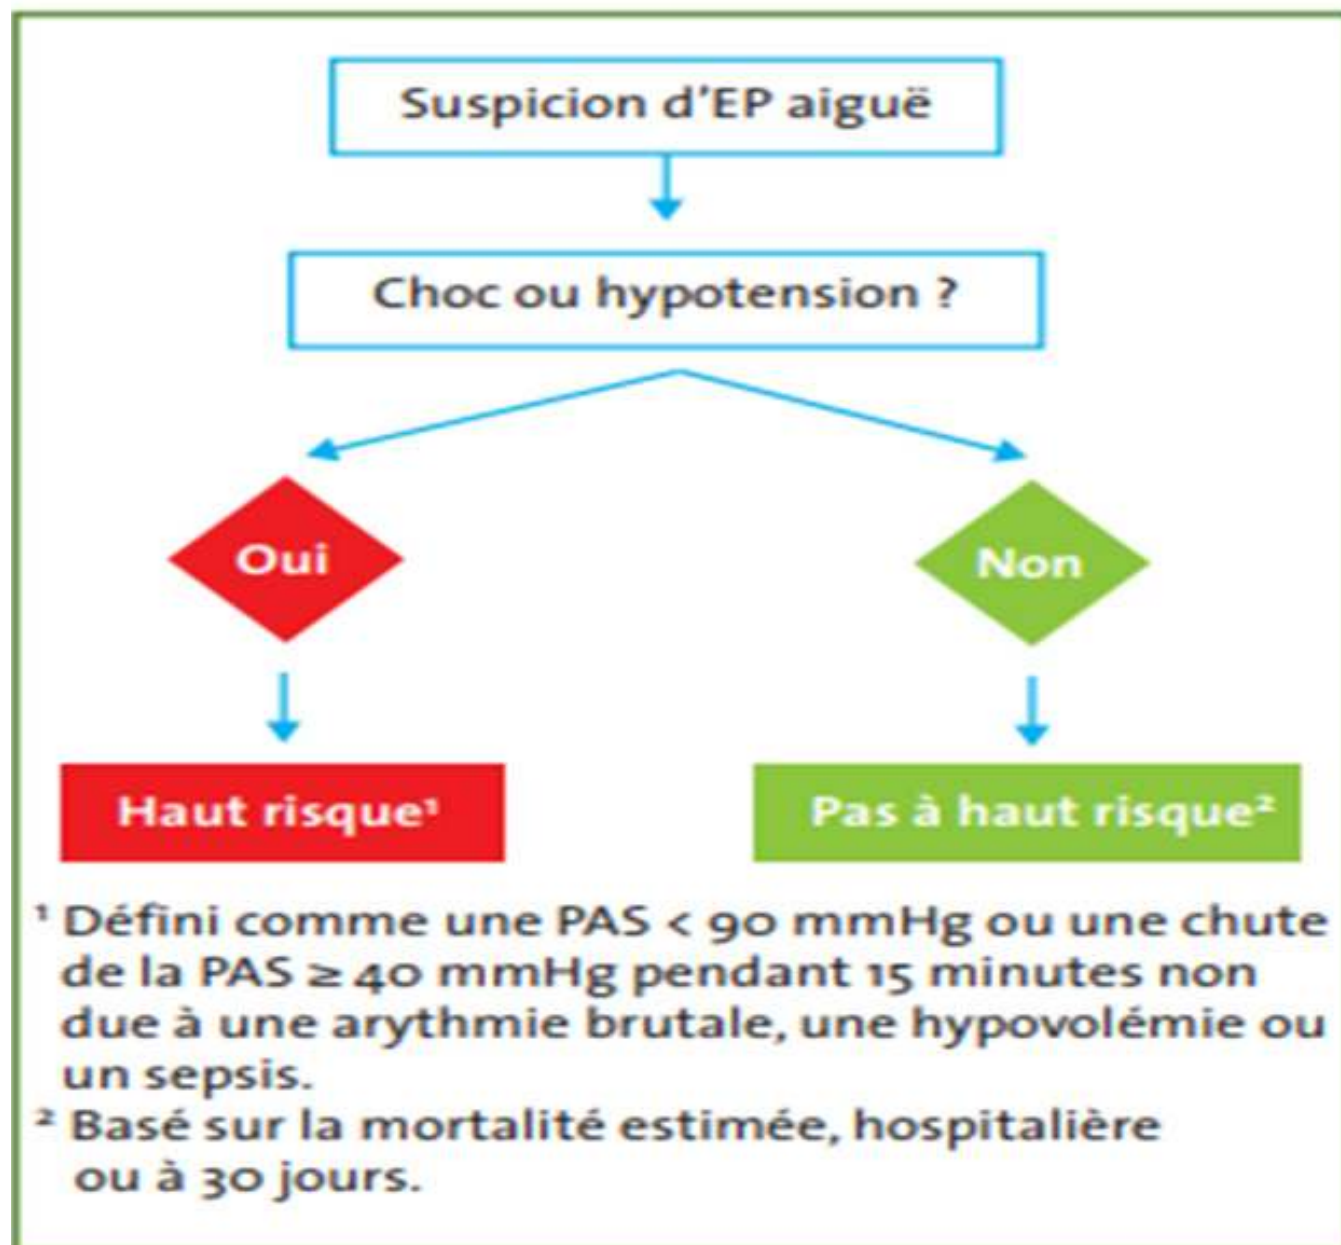 Suspicion d'EP aiguë
Choc ou hypotension ?
Oui
Non
Haut risque¹
Pas à haut risque²
¹ Défini comme une PAS < 90 mmHg ou une chute
de la PAS ≥ 40 mmHg pendant 15 minutes non
due à une arythmie brutale, une hypovolémie ou
un sepsis.
² Basé sur la mortalité estimée, hospitalière
ou à 30 jours.